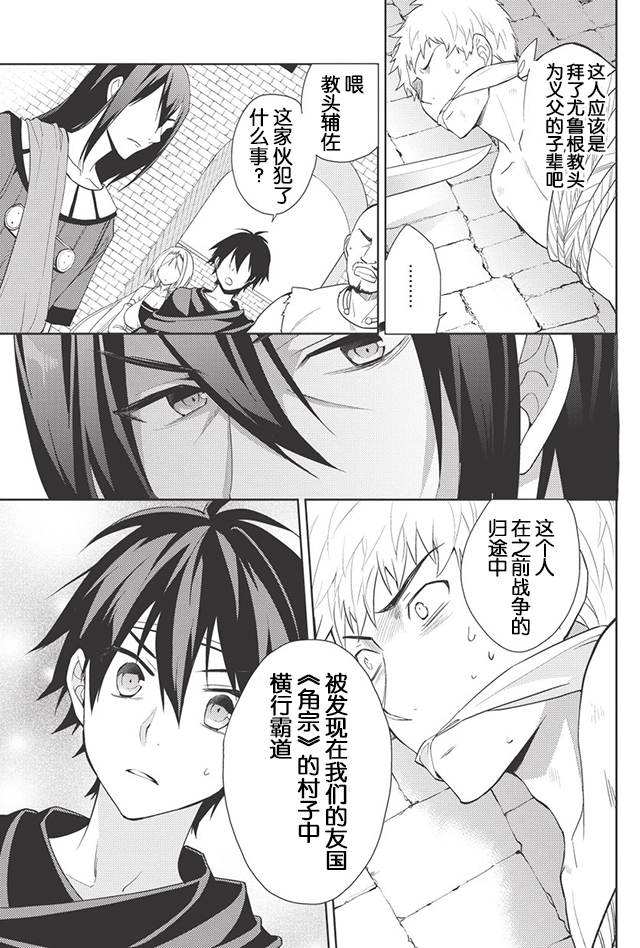 这人应该是
拜了尤鲁根教头
为义父的子辈吧
………
喂
教头辅佐
这家伙犯了
什么事？
这个人
在之前战争的
归途中
被发现在我们的友国
《角宗》的村子中
横行霸道